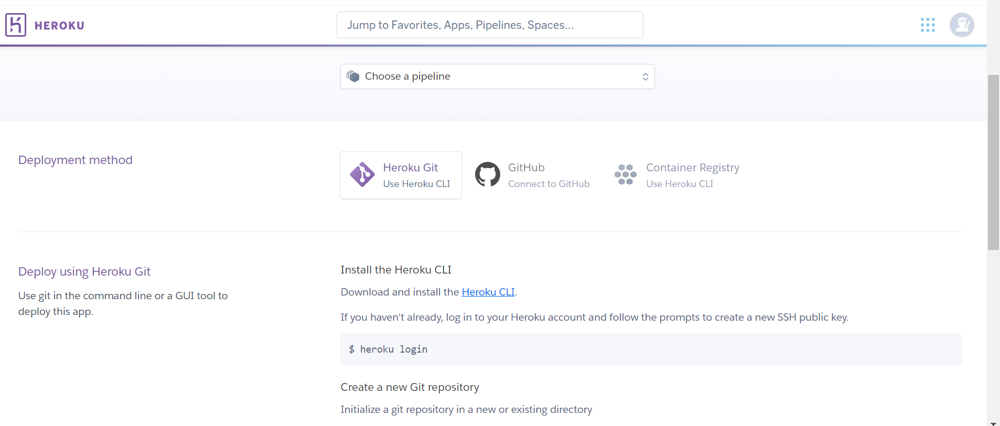 HEROKU
Jump to Favorites, Apps, Pipelines, Spaces...
Choose a pipeline
Deployment method
Heroku Git
Use Heroku CLI
GitHub
Connect to GitHub
Container Registry
Use Heroku CLI
Deploy using Heroku Git
Use git in the command line or a GUI tool to
deploy this app.
Install the Heroku CLI
Download and install the Heroku CLI.
If you haven't already, log in to your Heroku account and follow the prompts to create a new SSH public key.
$ heroku login
Create a new Git repository
Initialize a git repository in a new or existing directory